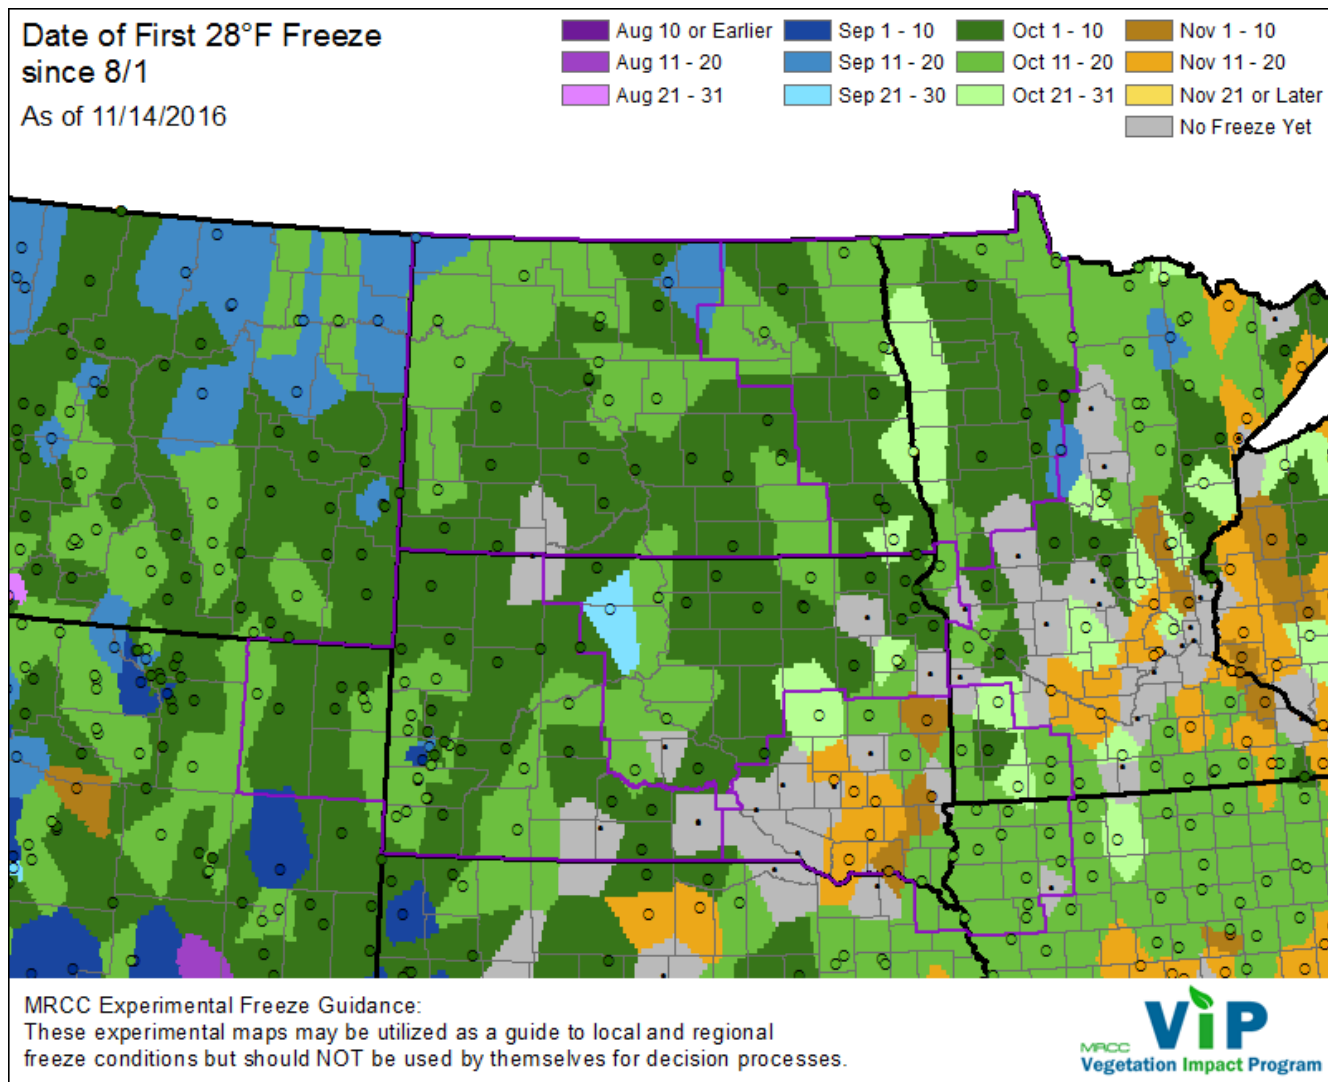 Date of First 28°F Freeze
since 8/1
As of 11/14/2016
Aug 10 or Earlier
Aug 11 - 20
Aug 21 - 31
Sep 1 - 10
Sep 11 - 20
Sep 21 - 30
Oct 1 - 10
Oct 11 - 20
Oct 21 - 31
Nov 1 - 10
Nov 11 - 20
Nov 21 or Later
No Freeze Yet
MRCC Experimental Freeze Guidance:
These experimental maps may be utilized as a guide to local and regional
freeze conditions but should NOT be used by themselves for decision processes.
MRCC ViP
Vegetation Impact Program